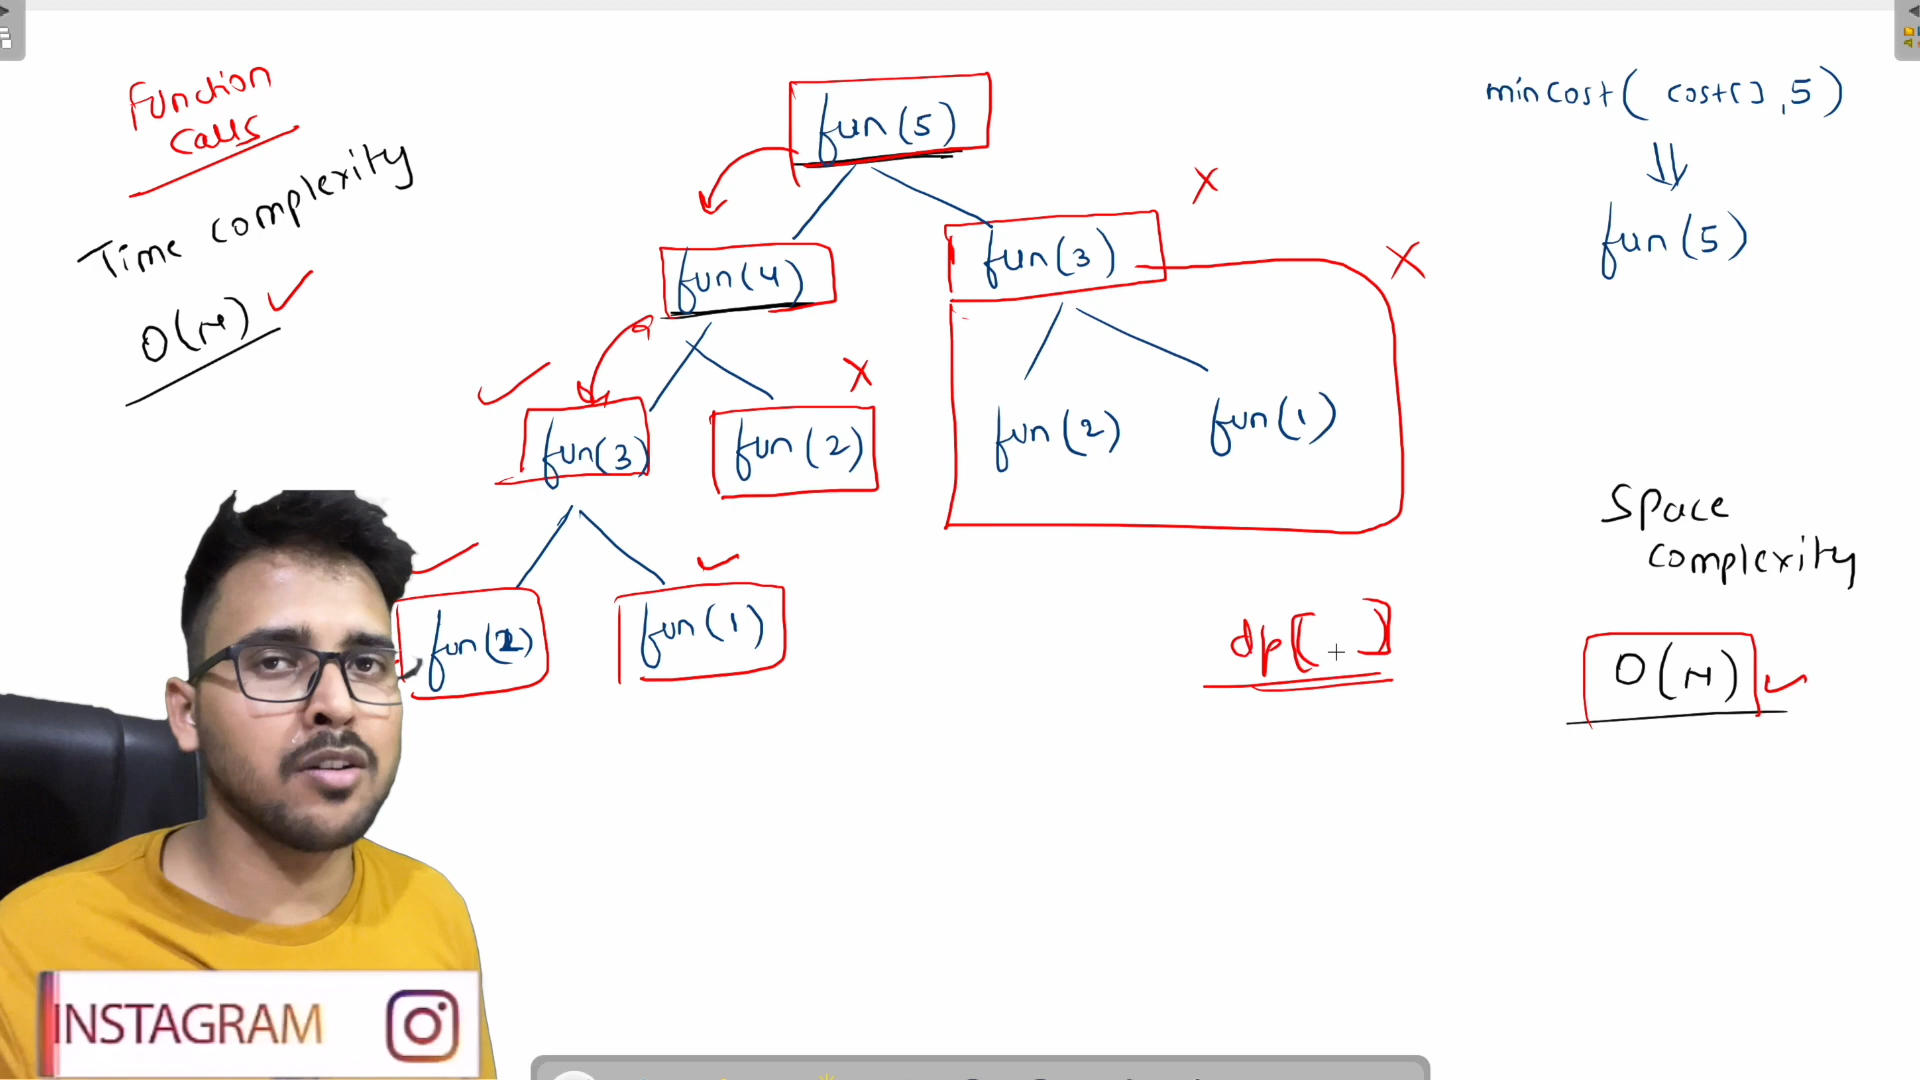 Function
Calls
Time complexity
O(N)
fun(5)
fun(4)
fun(3)
fun(3)
fun(2)
fun(2)
fun(1)
fun(2)
fun(1)
min cost( cost[] ,5)
fun(5)
dp[ ]
Space
complexity
O(N)
INSTAGRAM